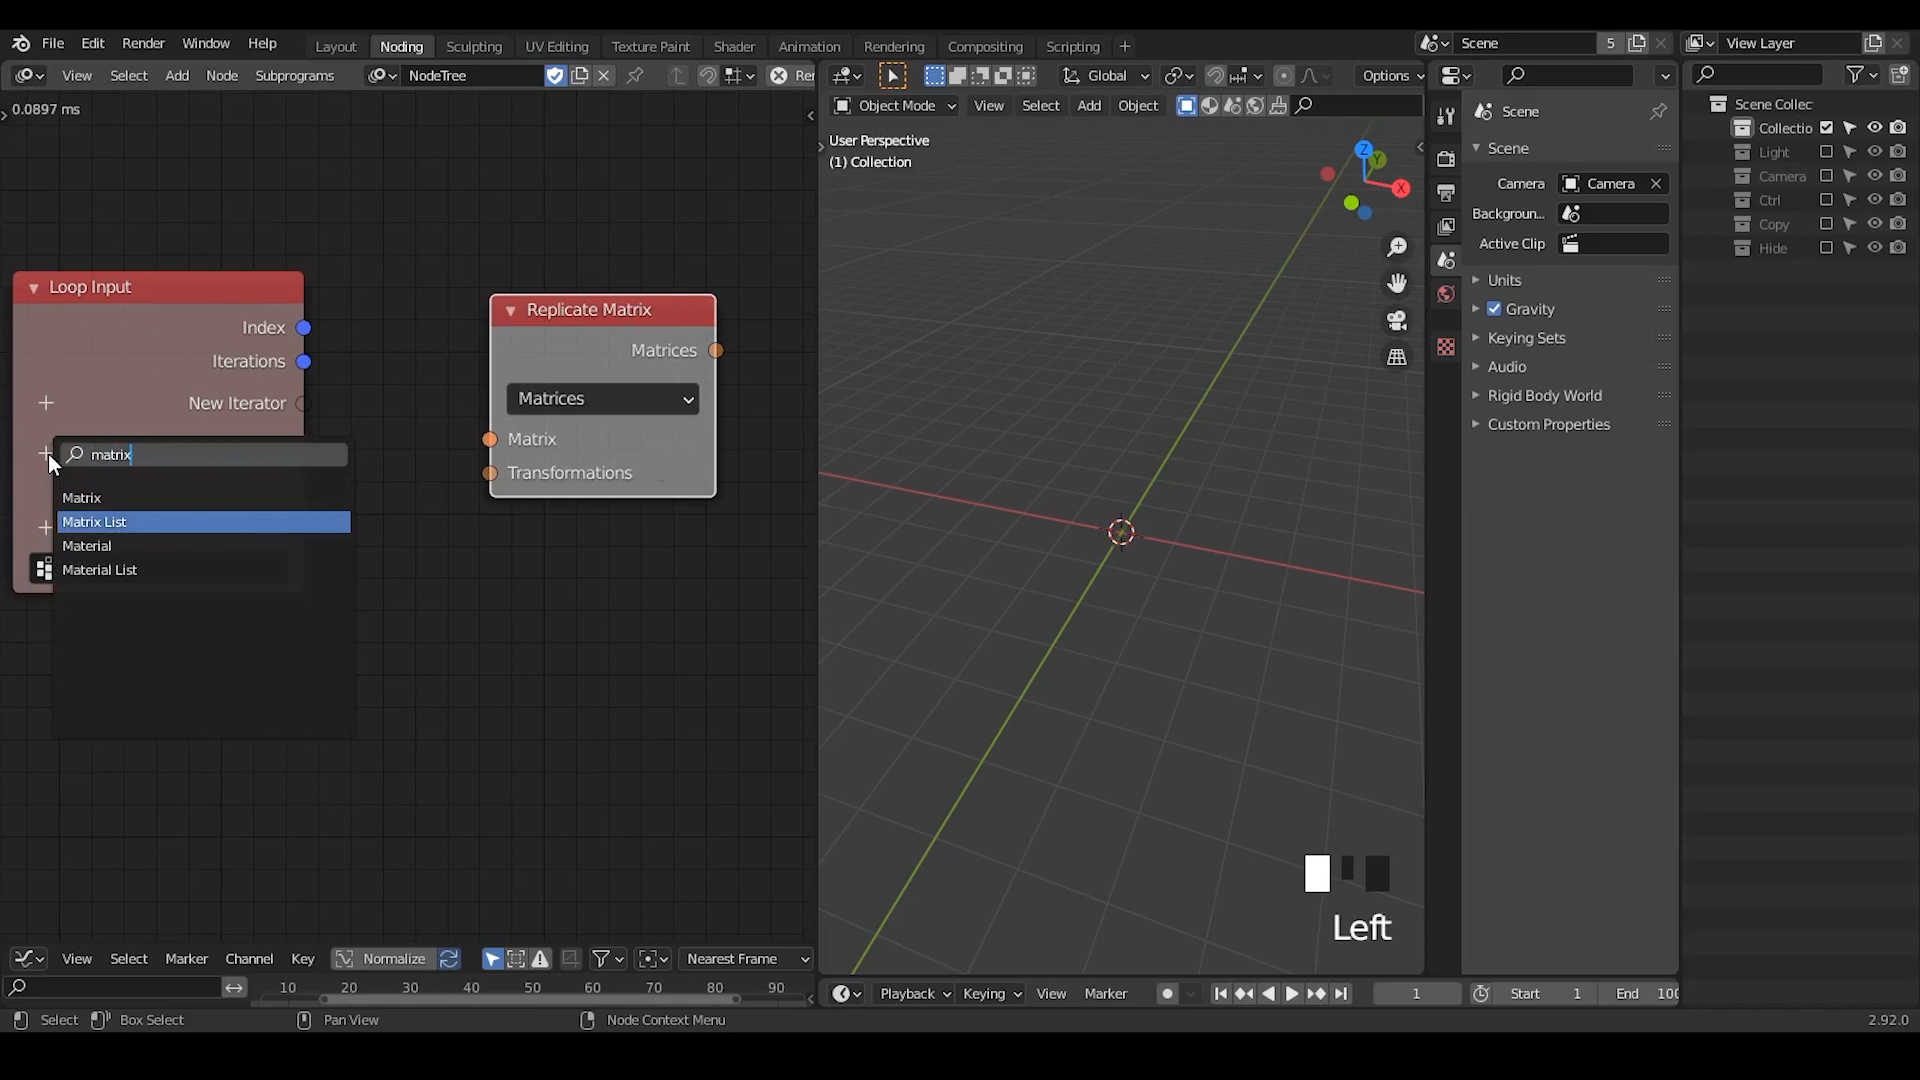 File Edit Render Window Help Layout Noding Sculpting UV Editing Texture Paint Shader Animation Rendering Compositing Scripting Scene 5 View Layer
View Select Add Node Subprograms NodeTree Global Options
Object Mode View Select Add Object
0.0897 ms
User Perspective
(1) Collection
Z
Y
X
Loop Input
Index
Iterations
New Iterator
matrix
Matrix
Matrix List
Material
Material List
Replicate Matrix
Matrices
Matrices
Matrix
Transformations
Scene
Scene
Camera Camera
Backgroun...
Active Clip
Units
Gravity
Keying Sets
Audio
Rigid Body World
Custom Properties
Scene Collec
Collectio
Light
Camera
Ctrl
Copy
Hide
Left
View Select Marker Channel Key Normalize Nearest Frame
10 20 30 40 50 60 70 80 90
Playback Keying View Marker 1 Start 1 End 100
Select Box Select Pan View Node Context Menu 2.92.0